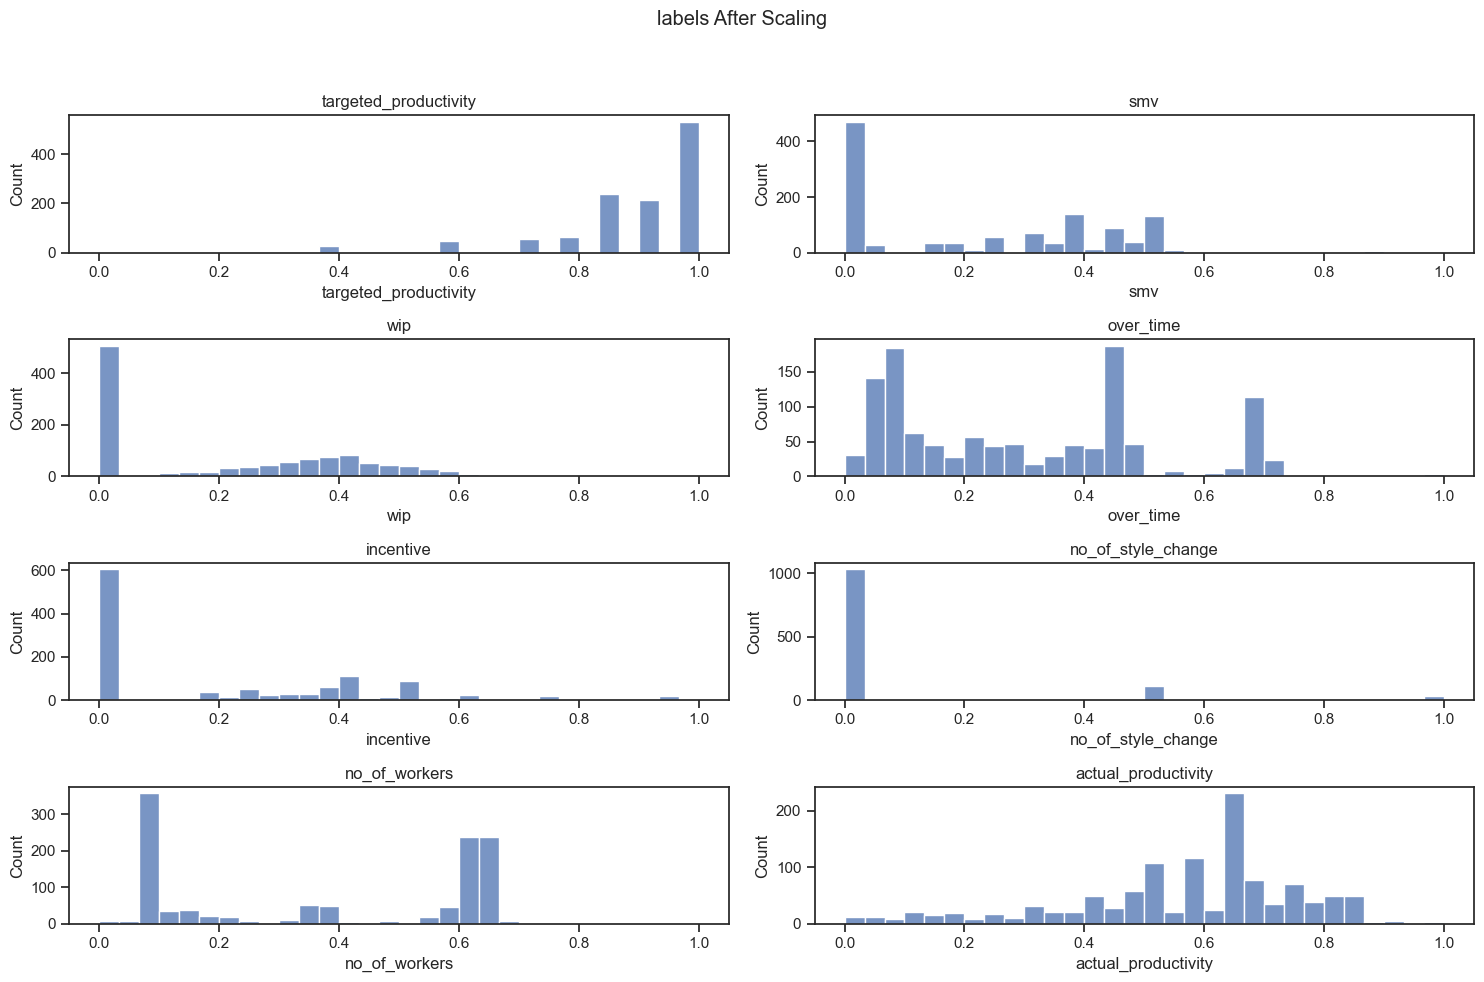 labels After Scaling
targeted_productivity
Count
400
200
0
0.0 0.2 0.4 0.6 0.8 1.0
targeted_productivity
smv
Count
400
200
0
0.0 0.2 0.4 0.6 0.8 1.0
smv
wip
Count
400
200
0
0.0 0.2 0.4 0.6 0.8 1.0
wip
over_time
Count
150
100
50
0
0.0 0.2 0.4 0.6 0.8 1.0
over_time
incentive
Count
600
400
200
0
0.0 0.2 0.4 0.6 0.8 1.0
incentive
no_of_style_change
Count
1000
500
0
0.0 0.2 0.4 0.6 0.8 1.0
no_of_style_change
no_of_workers
Count
300
200
100
0
0.0 0.2 0.4 0.6 0.8 1.0
no_of_workers
actual_productivity
Count
200
100
0
0.0 0.2 0.4 0.6 0.8 1.0
actual_productivity